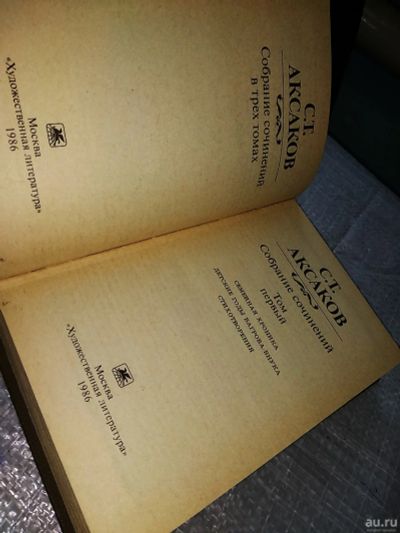 С.Т.
АКСАКОВ
Собрание сочинений
в трех томах
Москва
«Художественная литература»
1986
С.Т.
АКСАКОВ
Собрание сочинений
Том
первый
СЕМЕЙНАЯ ХРОНИКА
ДЕТСКИЕ ГОДЫ БАГРОВА-ВНУКА
СТИХОТВОРЕНИЯ
Москва
«Художественная литература»
1986
au.ru